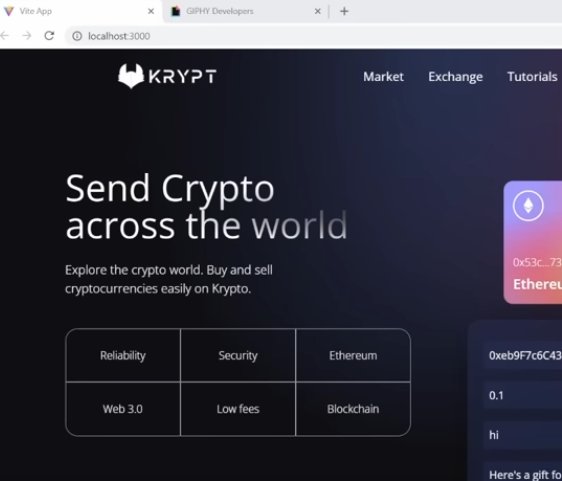 Vite App
GIPHY Developers
localhost:3000
KRYPT
Market Exchange Tutorials
Send Crypto
across the world
Explore the crypto world. Buy and sell
cryptocurrencies easily on Krypto.
0x53c...73
Ethereu
Reliability Security Ethereum
Web 3.0 Low fees Blockchain
0xeb9F7c6C43
0.1
hi
Here's a gift fo